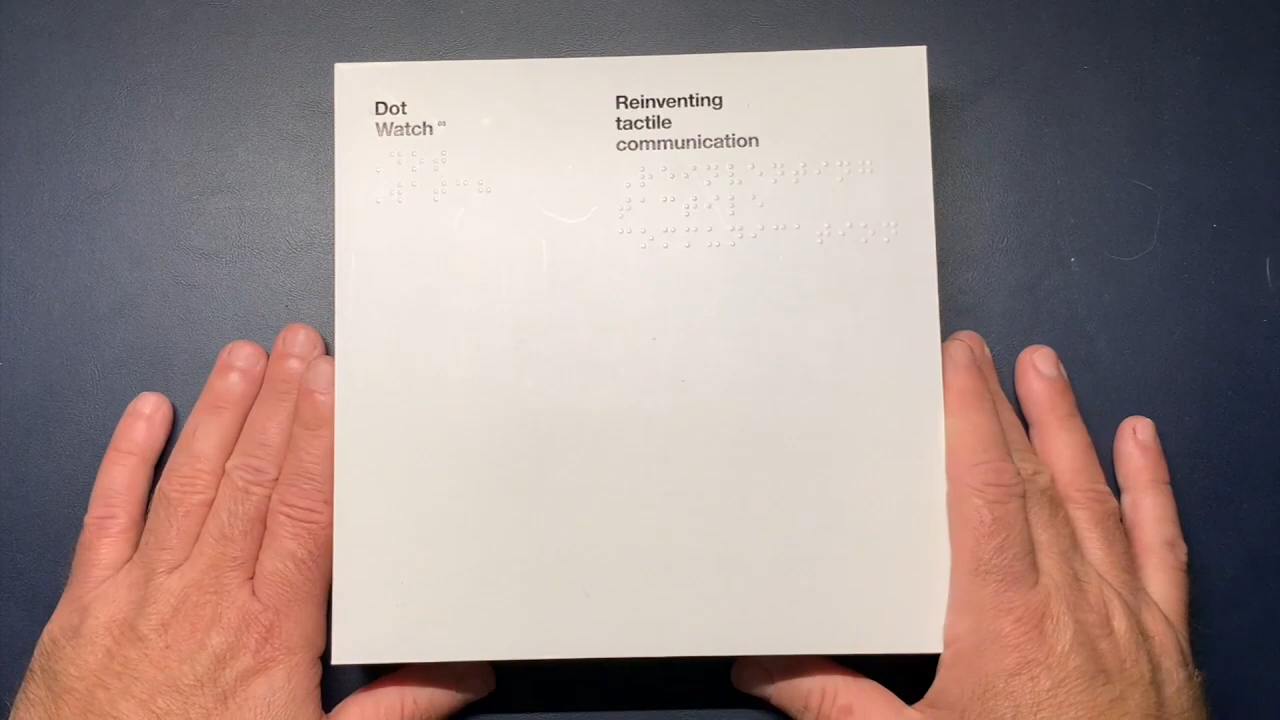 Dot
Watch
Reinventing
tactile
communication